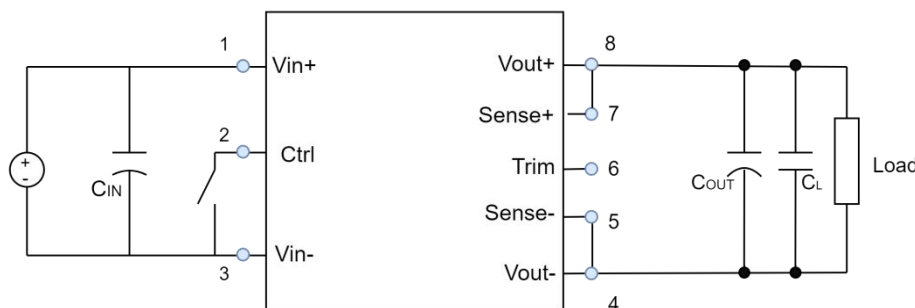 1
Vin+
2
Ctrl
3
Vin-
+
-
CIN
Vout+
8
Sense+
7
Trim
6
Sense-
5
Vout-
4
COUT
CL
Load